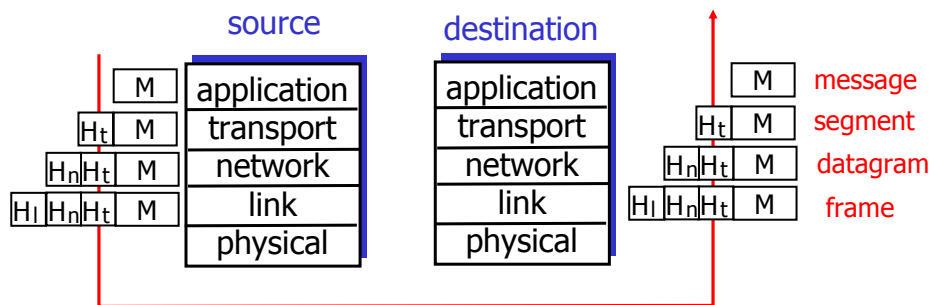 source destination
M application application M message
Ht M transport transport Ht M segment
Hn Ht M network network Hn Ht M datagram
Hl Hn Ht M link link Hl Hn Ht M frame
physical physical